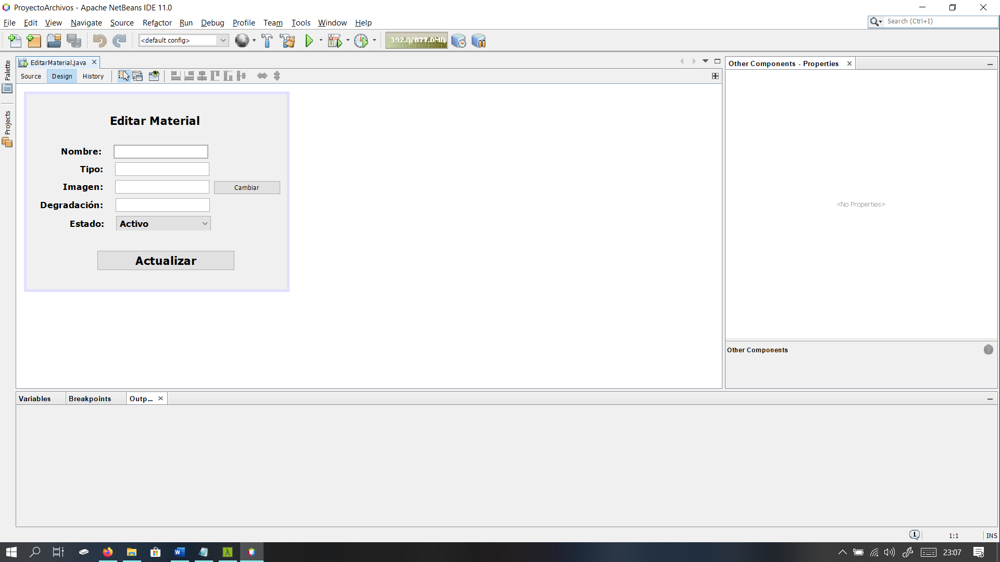 ProyectoArchivos - Apache NetBeans IDE 11.0
File Edit View Navigate Source Refactor Run Debug Profile Team Tools Window Help
Search (Ctrl+I)
<default config>
392.8/877.0MB
Palette
Projects
EditarMaterial.java
Source Design History
Editar Material
Nombre:
Tipo:
Imagen:
Cambiar
Degradación:
Estado:
Activo
Actualizar
Other Components - Properties
<No Properties>
Other Components
Variables Breakpoints Outp...
1
1:1 INS
23:07